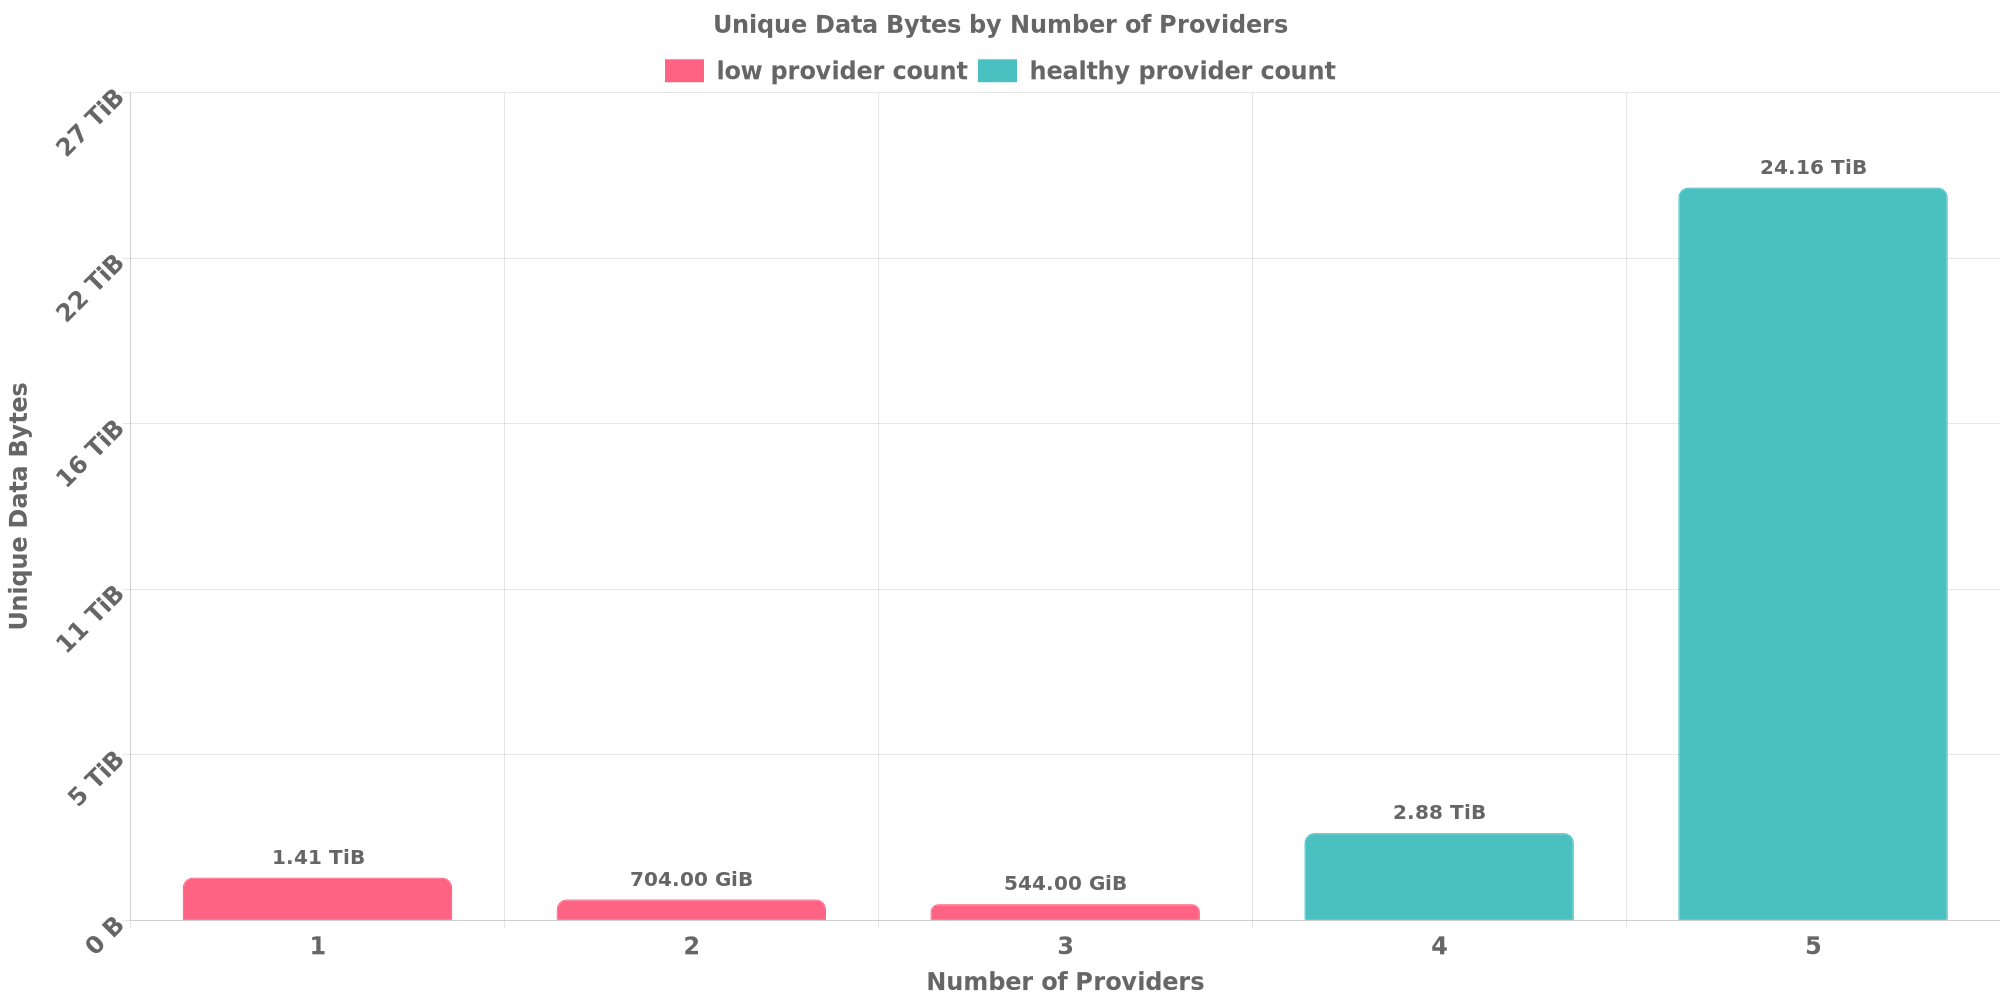 Unique Data Bytes by Number of Providers
low provider count healthy provider count
27 TiB
22 TiB
16 TiB
11 TiB
5 TiB
0 B
Unique Data Bytes
1.41 TiB
704.00 GiB
544.00 GiB
2.88 TiB
24.16 TiB
1 2 3 4 5
Number of Providers